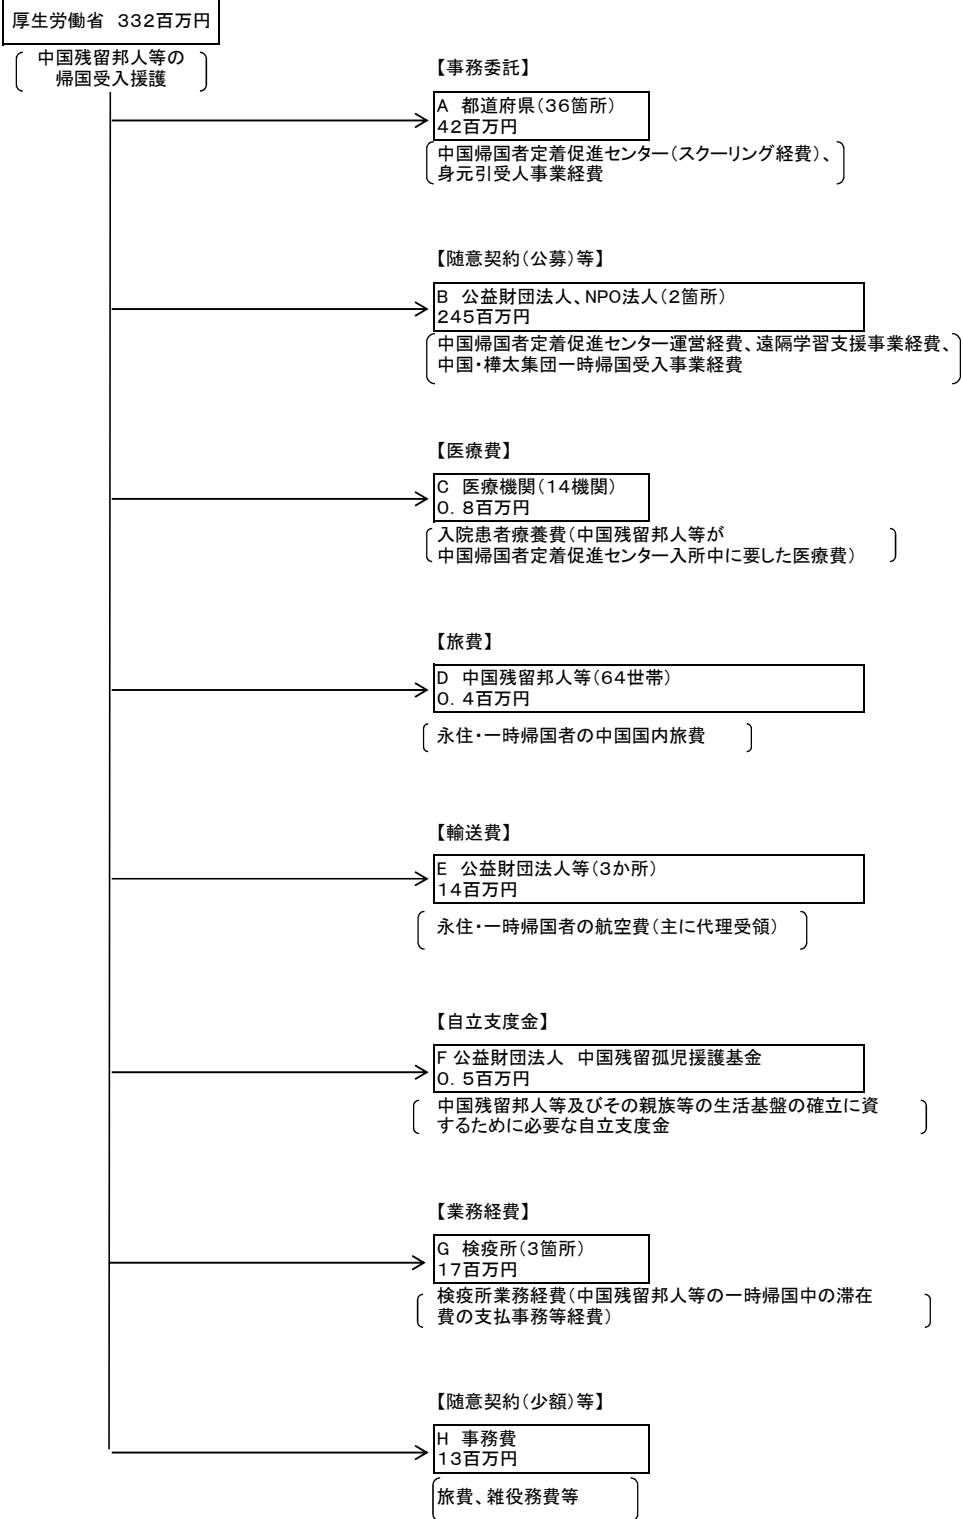 厚生労働省　332百万円
中国残留邦人等の
帰国受入援護
【事務委託】
A　都道府県（36箇所）
42百万円
中国帰国者定着促進センター（スクーリング経費）、
身元引受人事業経費
【随意契約（公募）等】
B　公益財団法人、NPO法人（2箇所）
245百万円
中国帰国者定着促進センター運営経費、遠隔学習支援事業経費、
中国・樺太集団一時帰国受入事業経費
【医療費】
C　医療機関（14機関）
0．8百万円
入院患者療養費（中国残留邦人等が
中国帰国者定着促進センター入所中に要した医療費）
【旅費】
D　中国残留邦人等（64世帯）
0．4百万円
永住・一時帰国者の中国国内旅費
【輸送費】
E　公益財団法人等（3か所）
14百万円
永住・一時帰国者の航空費（主に代理受領）
【自立支度金】
F 公益財団法人　中国残留孤児援護基金
0．5百万円
中国残留邦人等及びその親族等の生活基盤の確立に資
するために必要な自立支度金
【業務経費】
G　検疫所（3箇所）
17百万円
検疫所業務経費（中国残留邦人等の一時帰国中の滞在
費の支払事務等経費）
【随意契約（少額）等】
H　事務費
13百万円
旅費、雑役務費等